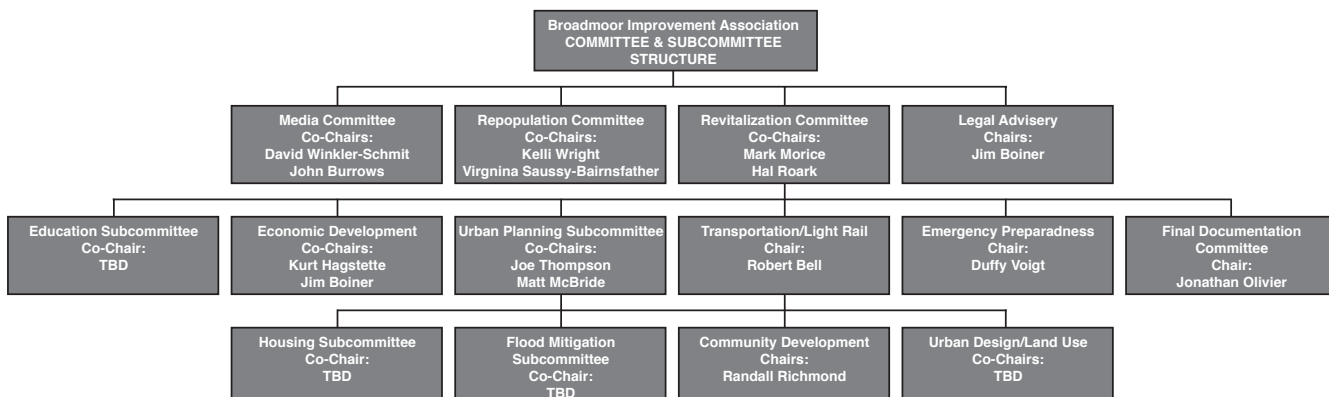 Broadmoor Improvement Association
COMMITTEE & SUBCOMMITTEE
STRUCTURE
Media Committee
Co-Chairs:
David Winkler-Schmit
John Burrows
Repopulation Committee
Co-Chairs:
Kelli Wright
Virgnina Saussy-Bairnsfather
Revitalization Committee
Co-Chairs:
Mark Morice
Hal Roark
Legal Advisery
Chairs:
Jim Boiner
Education Subcommittee
Co-Chair:
TBD
Economic Development
Co-Chairs:
Kurt Hagstette
Jim Boiner
Urban Planning Subcommittee
Co-Chairs:
Joe Thompson
Matt McBride
Transportation/Light Rail
Chair:
Robert Bell
Emergency Preparadness
Chair:
Duffy Voigt
Final Documentation
Committee
Chair:
Jonathan Olivier
Housing Subcommittee
Co-Chair:
TBD
Flood Mitigation
Subcommittee
Co-Chair:
TBD
Community Development
Chairs:
Randall Richmond
Urban Design/Land Use
Co-Chairs:
TBD